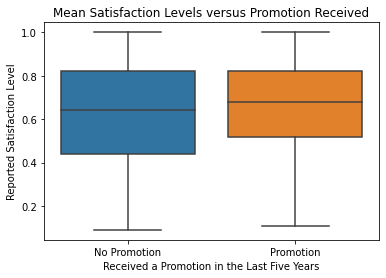 Mean Satisfaction Levels versus Promotion Received
Reported Satisfaction Level
1.0
0.8
0.6
0.4
0.2
No Promotion
Promotion
Received a Promotion in the Last Five Years